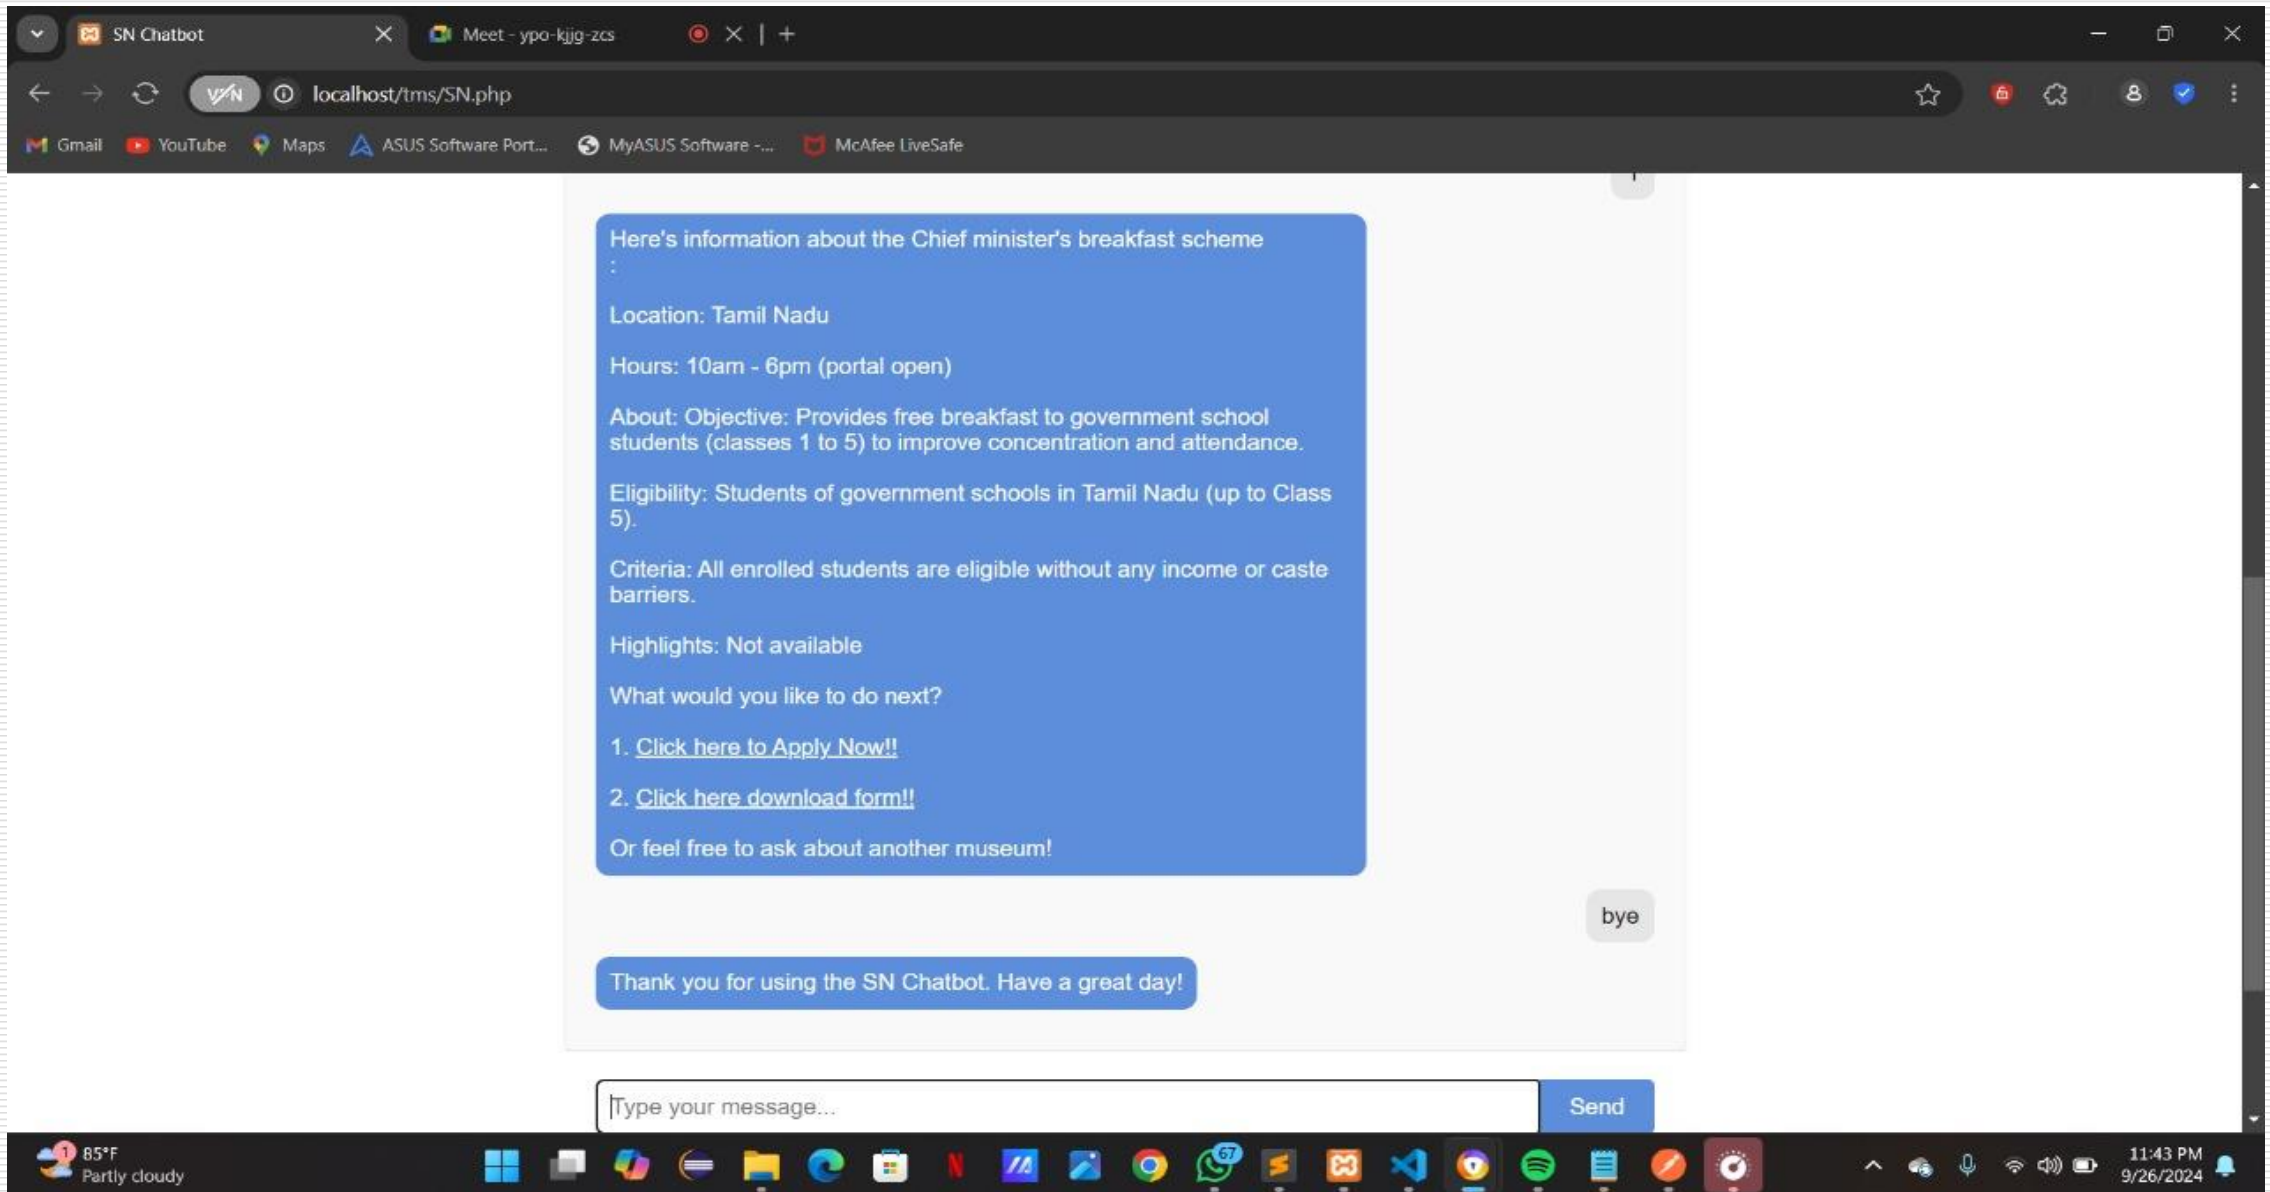 SN Chatbot
Meet - ypo-kjjg-zcs
VPN
localhost/tms/SN.php
Gmail
YouTube
Maps
ASUS Software Port...
MyASUS Software -...
McAfee LiveSafe
Here's information about the Chief minister's breakfast scheme
:
Location: Tamil Nadu
Hours: 10am - 6pm (portal open)
About: Objective: Provides free breakfast to government school
students (classes 1 to 5) to improve concentration and attendance.
Eligibility: Students of government schools in Tamil Nadu (up to Class
5).
Criteria: All enrolled students are eligible without any income or caste
barriers.
Highlights: Not available
What would you like to do next?
1. Click here to Apply Now!!
2. Click here download form!!
Or feel free to ask about another museum!
bye
Thank you for using the SN Chatbot. Have a great day!
Type your message...
Send
1
85°F
Partly cloudy
67
11:43 PM
9/26/2024